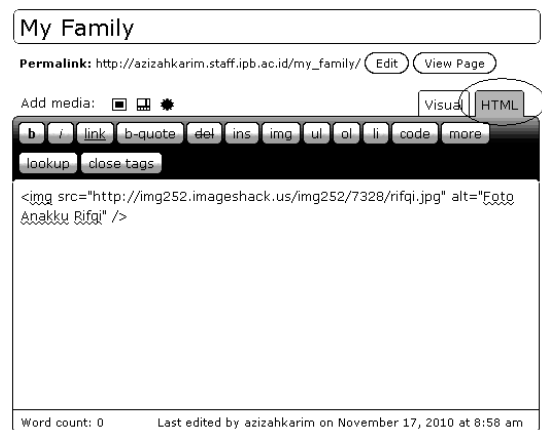 My Family
Permalink: http://azizahkarim.staff.ipb.ac.id/my_family/ Edit View Page
Add media: Visual HTML
b i link b-quote del ins img ul ol li code more
lookup close tags
<img src="http://img252.imageshack.us/img252/7328/rifqi.jpg" alt="Foto
Anakku Rifqi" />
Word count: 0 Last edited by azizahkarim on November 17, 2010 at 8:58 am